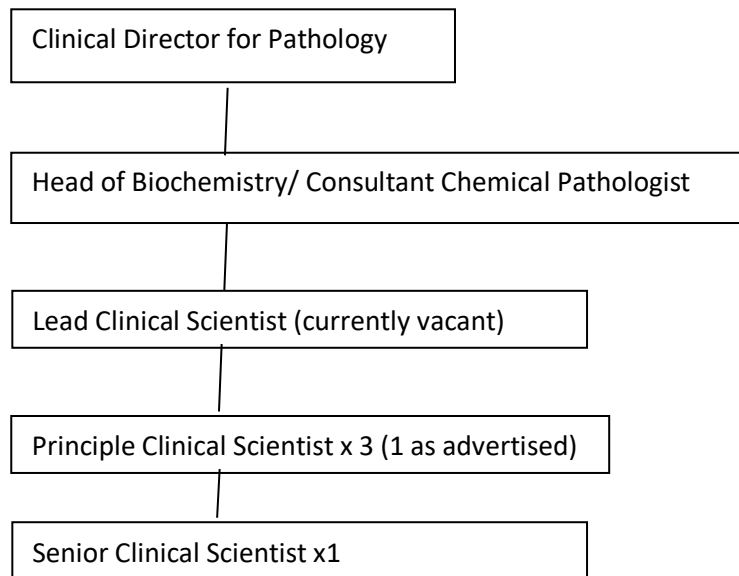 Clinical Director for Pathology
Head of Biochemistry/ Consultant Chemical Pathologist
Lead Clinical Scientist (currently vacant)
Principle Clinical Scientist x 3 (1 as advertised)
Senior Clinical Scientist x1